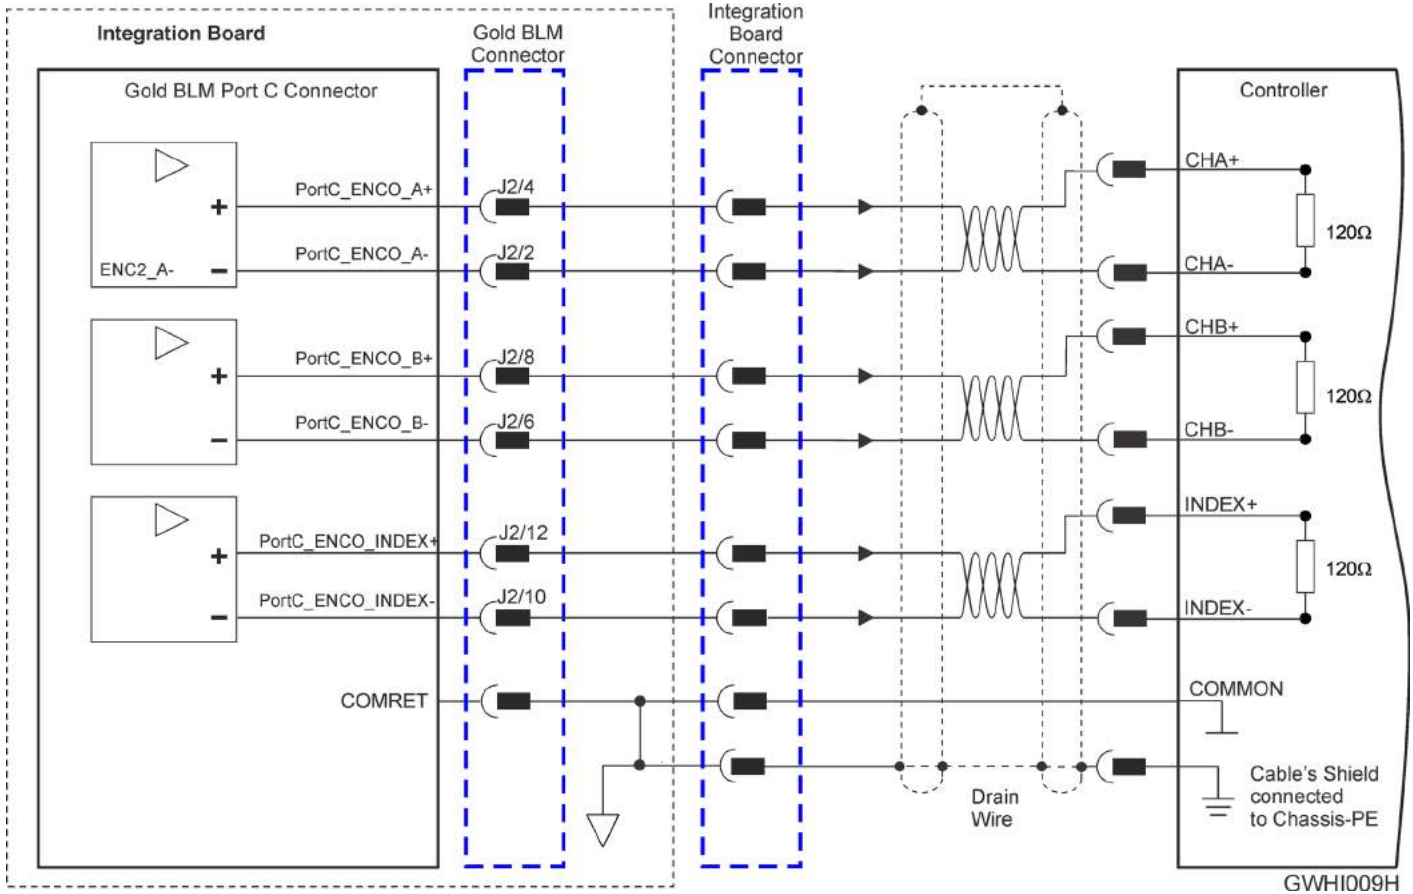 Integration Board
Gold BLM
Connector
Integration
Board
Connector
Gold BLM Port C Connector
Controller
PortC_ENCO_A+
J2/4
CHA+
+
120Ω
PortC_ENCO_A-
J2/2
CHA-
ENC2_A-
−
PortC_ENCO_B+
J2/8
CHB+
+
120Ω
PortC_ENCO_B-
J2/6
CHB-
−
PortC_ENCO_INDEX+
J2/12
INDEX+
+
120Ω
PortC_ENCO_INDEX-
J2/10
INDEX-
−
COMRET
COMMON
Drain
Wire
Cable's Shield
connected
to Chassis-PE
GWHI009H